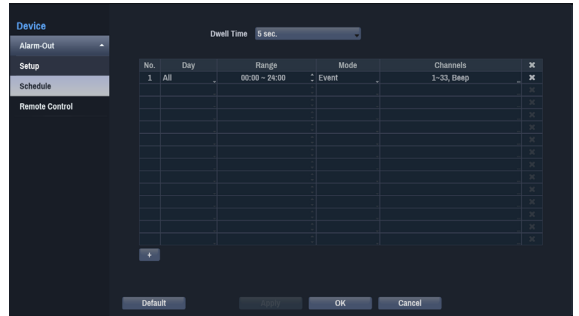 Device
Dwell Time 5 sec.
Alarm-Out
Setup
No. Day Range Mode Channels ✖
1 All 00:00 ~ 24:00 Event 1~33, Beep ✖
Schedule
Remote Control
+
Default Apply OK Cancel